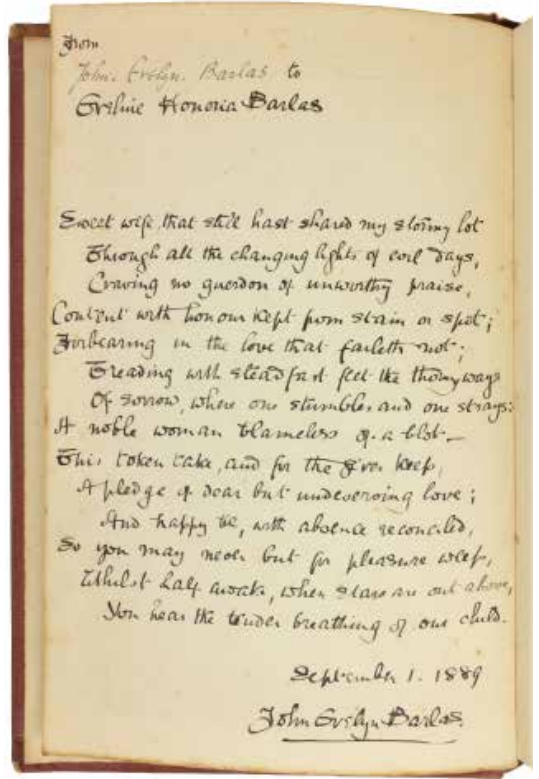 From
John. Evelyn. Barlas to
Eveline Honoria Barlas
Sweet wife, that still hast shared my stormy lot
Through all the changing lights of evil days,
Craving no guerdon of unworthy praise,
Content with honour kept from stain or spot;
Forbearing in the love that faileth not;
Treading with steadfast feet the thorny ways
Of sorrow, where one stumbles and one strays:
A noble woman blameless of a blot —
This token take, and for the giver keep,
A pledge of dear but undeserving love;
And happy be, with absence reconciled,
So you may never but for pleasure weep,
Whilst half awake, when stars are out above,
You hear the tender breathing of our child.
September 1. 1889
John Evelyn Barlas.